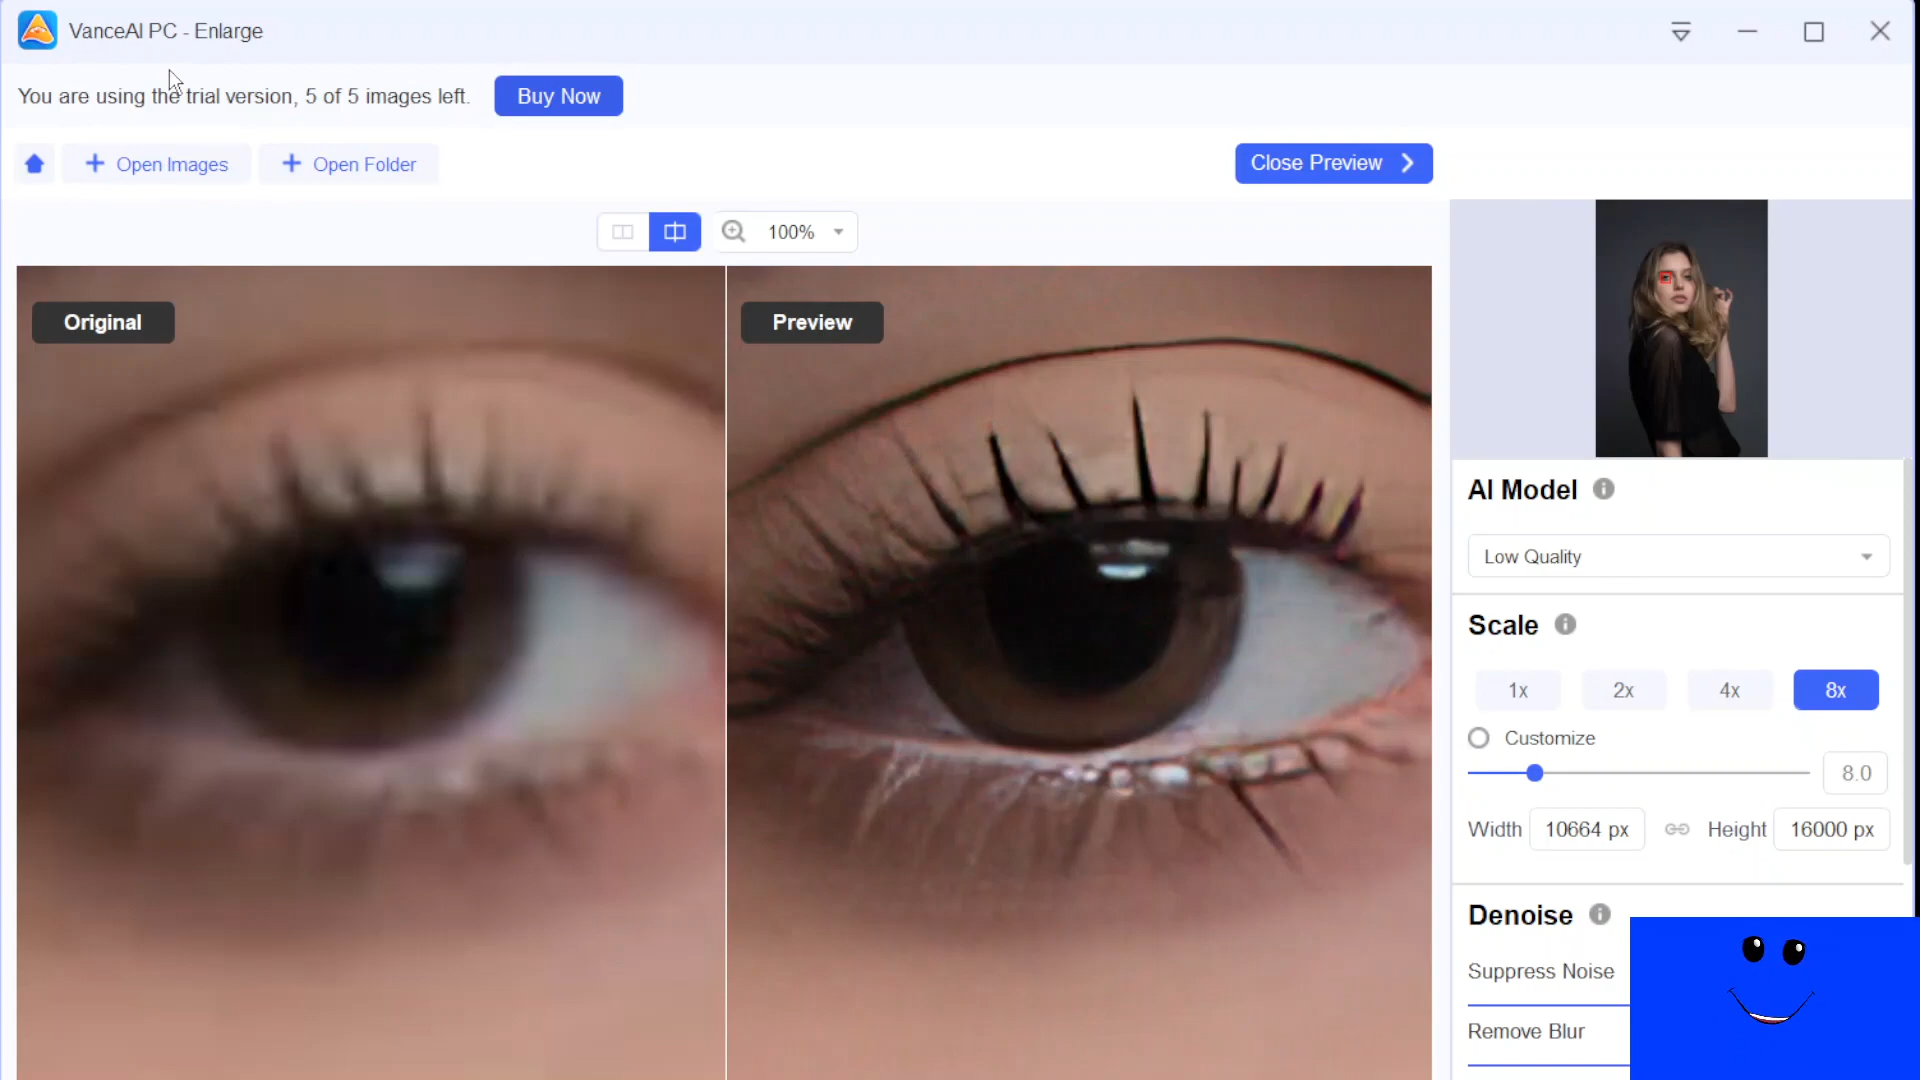 VanceAI PC - Enlarge
You are using the trial version, 5 of 5 images left.
Buy Now
Open Images
Open Folder
Close Preview
100%
Original
Preview
AI Model
Low Quality
Scale
1x 2x 4x 8x
Customize
8.0
Width 10664 px Height 16000 px
Denoise
Suppress Noise
Remove Blur